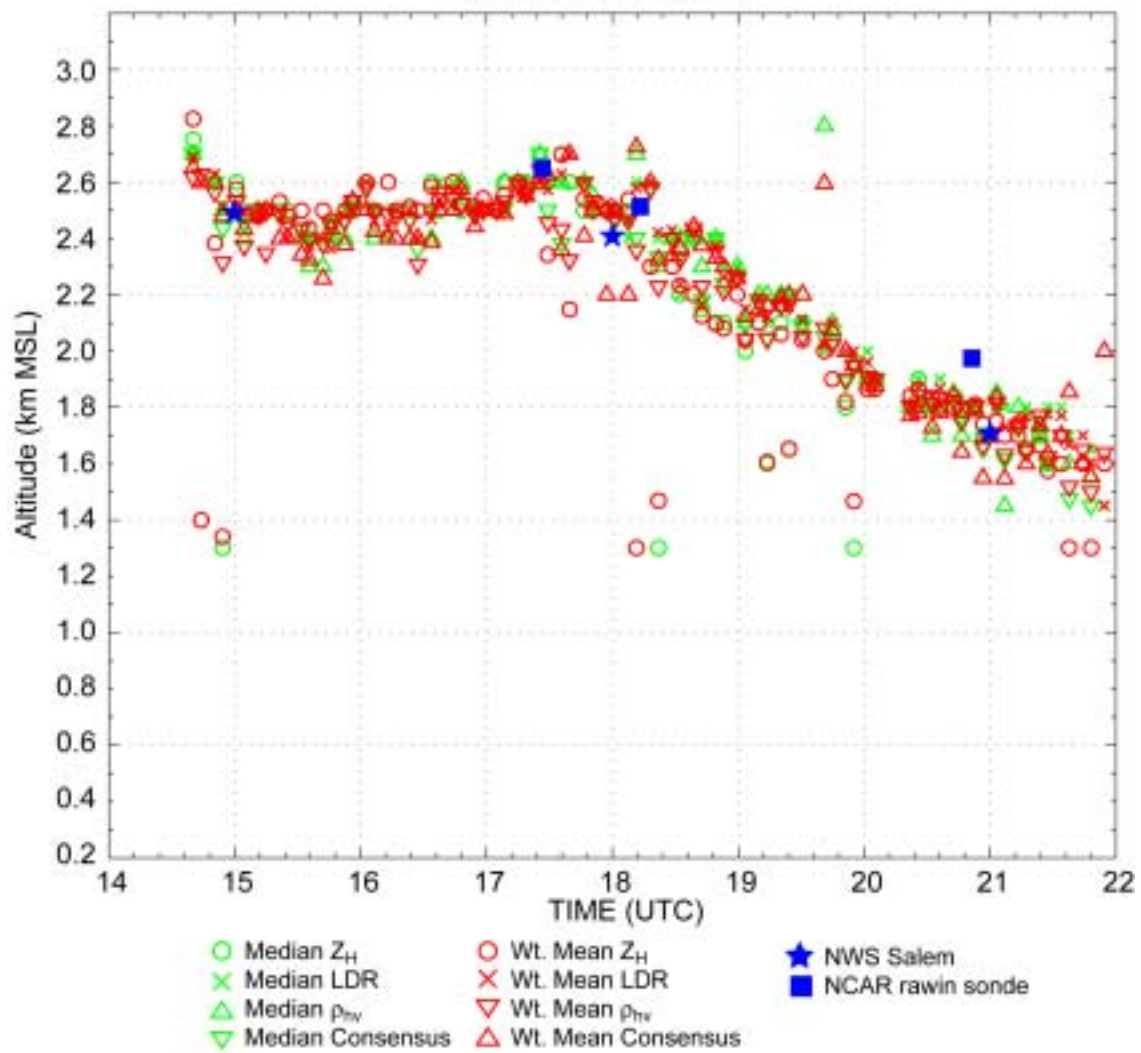 3.0
2.8
2.6
2.4
2.2
2.0
1.8
1.6
1.4
1.2
1.0
0.8
0.6
0.4
0.2
Altitude (km MSL)
14 15 16 17 18 19 20 21 22
TIME (UTC)
Median Z_H Wt. Mean Z_H NWS Salem
Median LDR Wt. Mean LDR NCAR rawin sonde
Median ρ_hv Wt. Mean ρ_hv
Median Consensus Wt. Mean Consensus